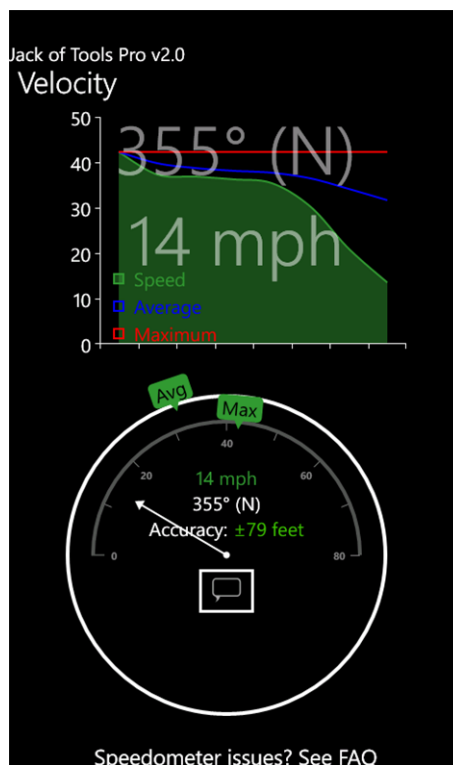 Jack of Tools Pro v2.0
Velocity
50
355° (N)
40
30
14 mph
20
Speed
10
Average
Maximum
0
Avg
Max
40
20
60
14 mph
355° (N)
Accuracy: ±79 feet
0
80
Speedometer issues? See FAQ